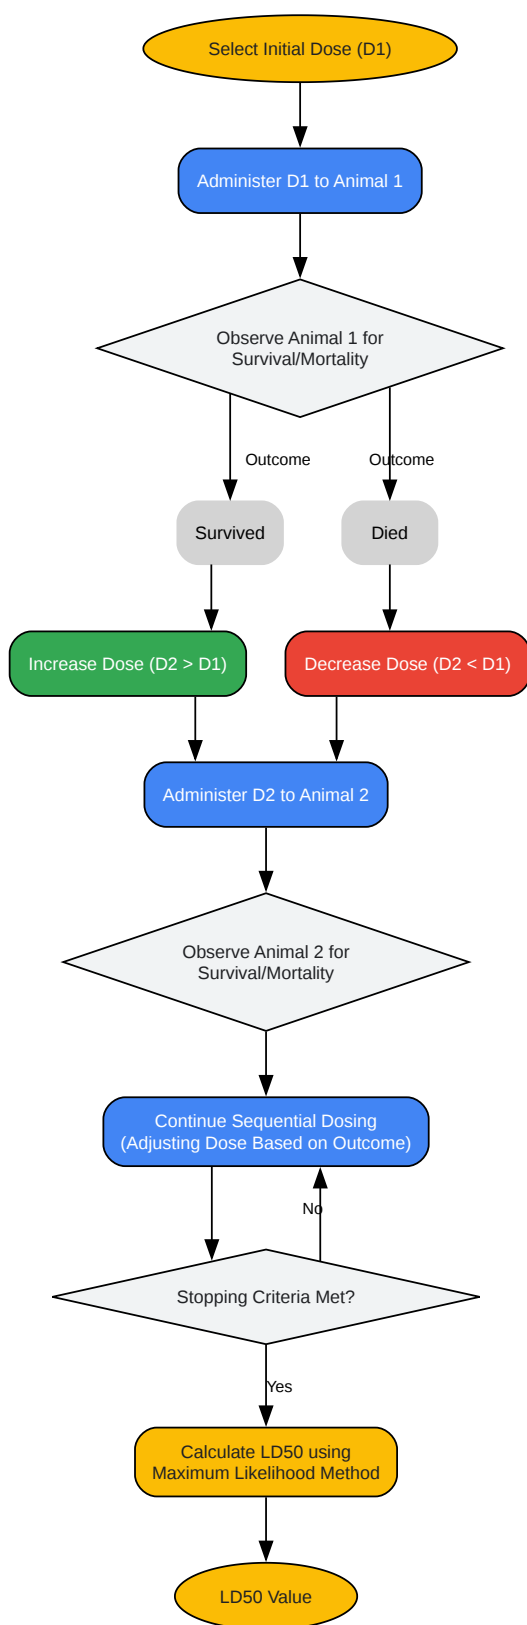 Select Initial Dose (D1)
Administer D1 to Animal 1
Observe Animal 1 for
Survival/Mortality
Outcome
Outcome
Survived
Died
Increase Dose (D2 > D1)
Decrease Dose (D2 < D1)
Administer D2 to Animal 2
Observe Animal 2 for
Survival/Mortality
Continue Sequential Dosing
(Adjusting Dose Based on Outcome)
No
Stopping Criteria Met?
Yes
Calculate LD50 using
Maximum Likelihood Method
LD50 Value